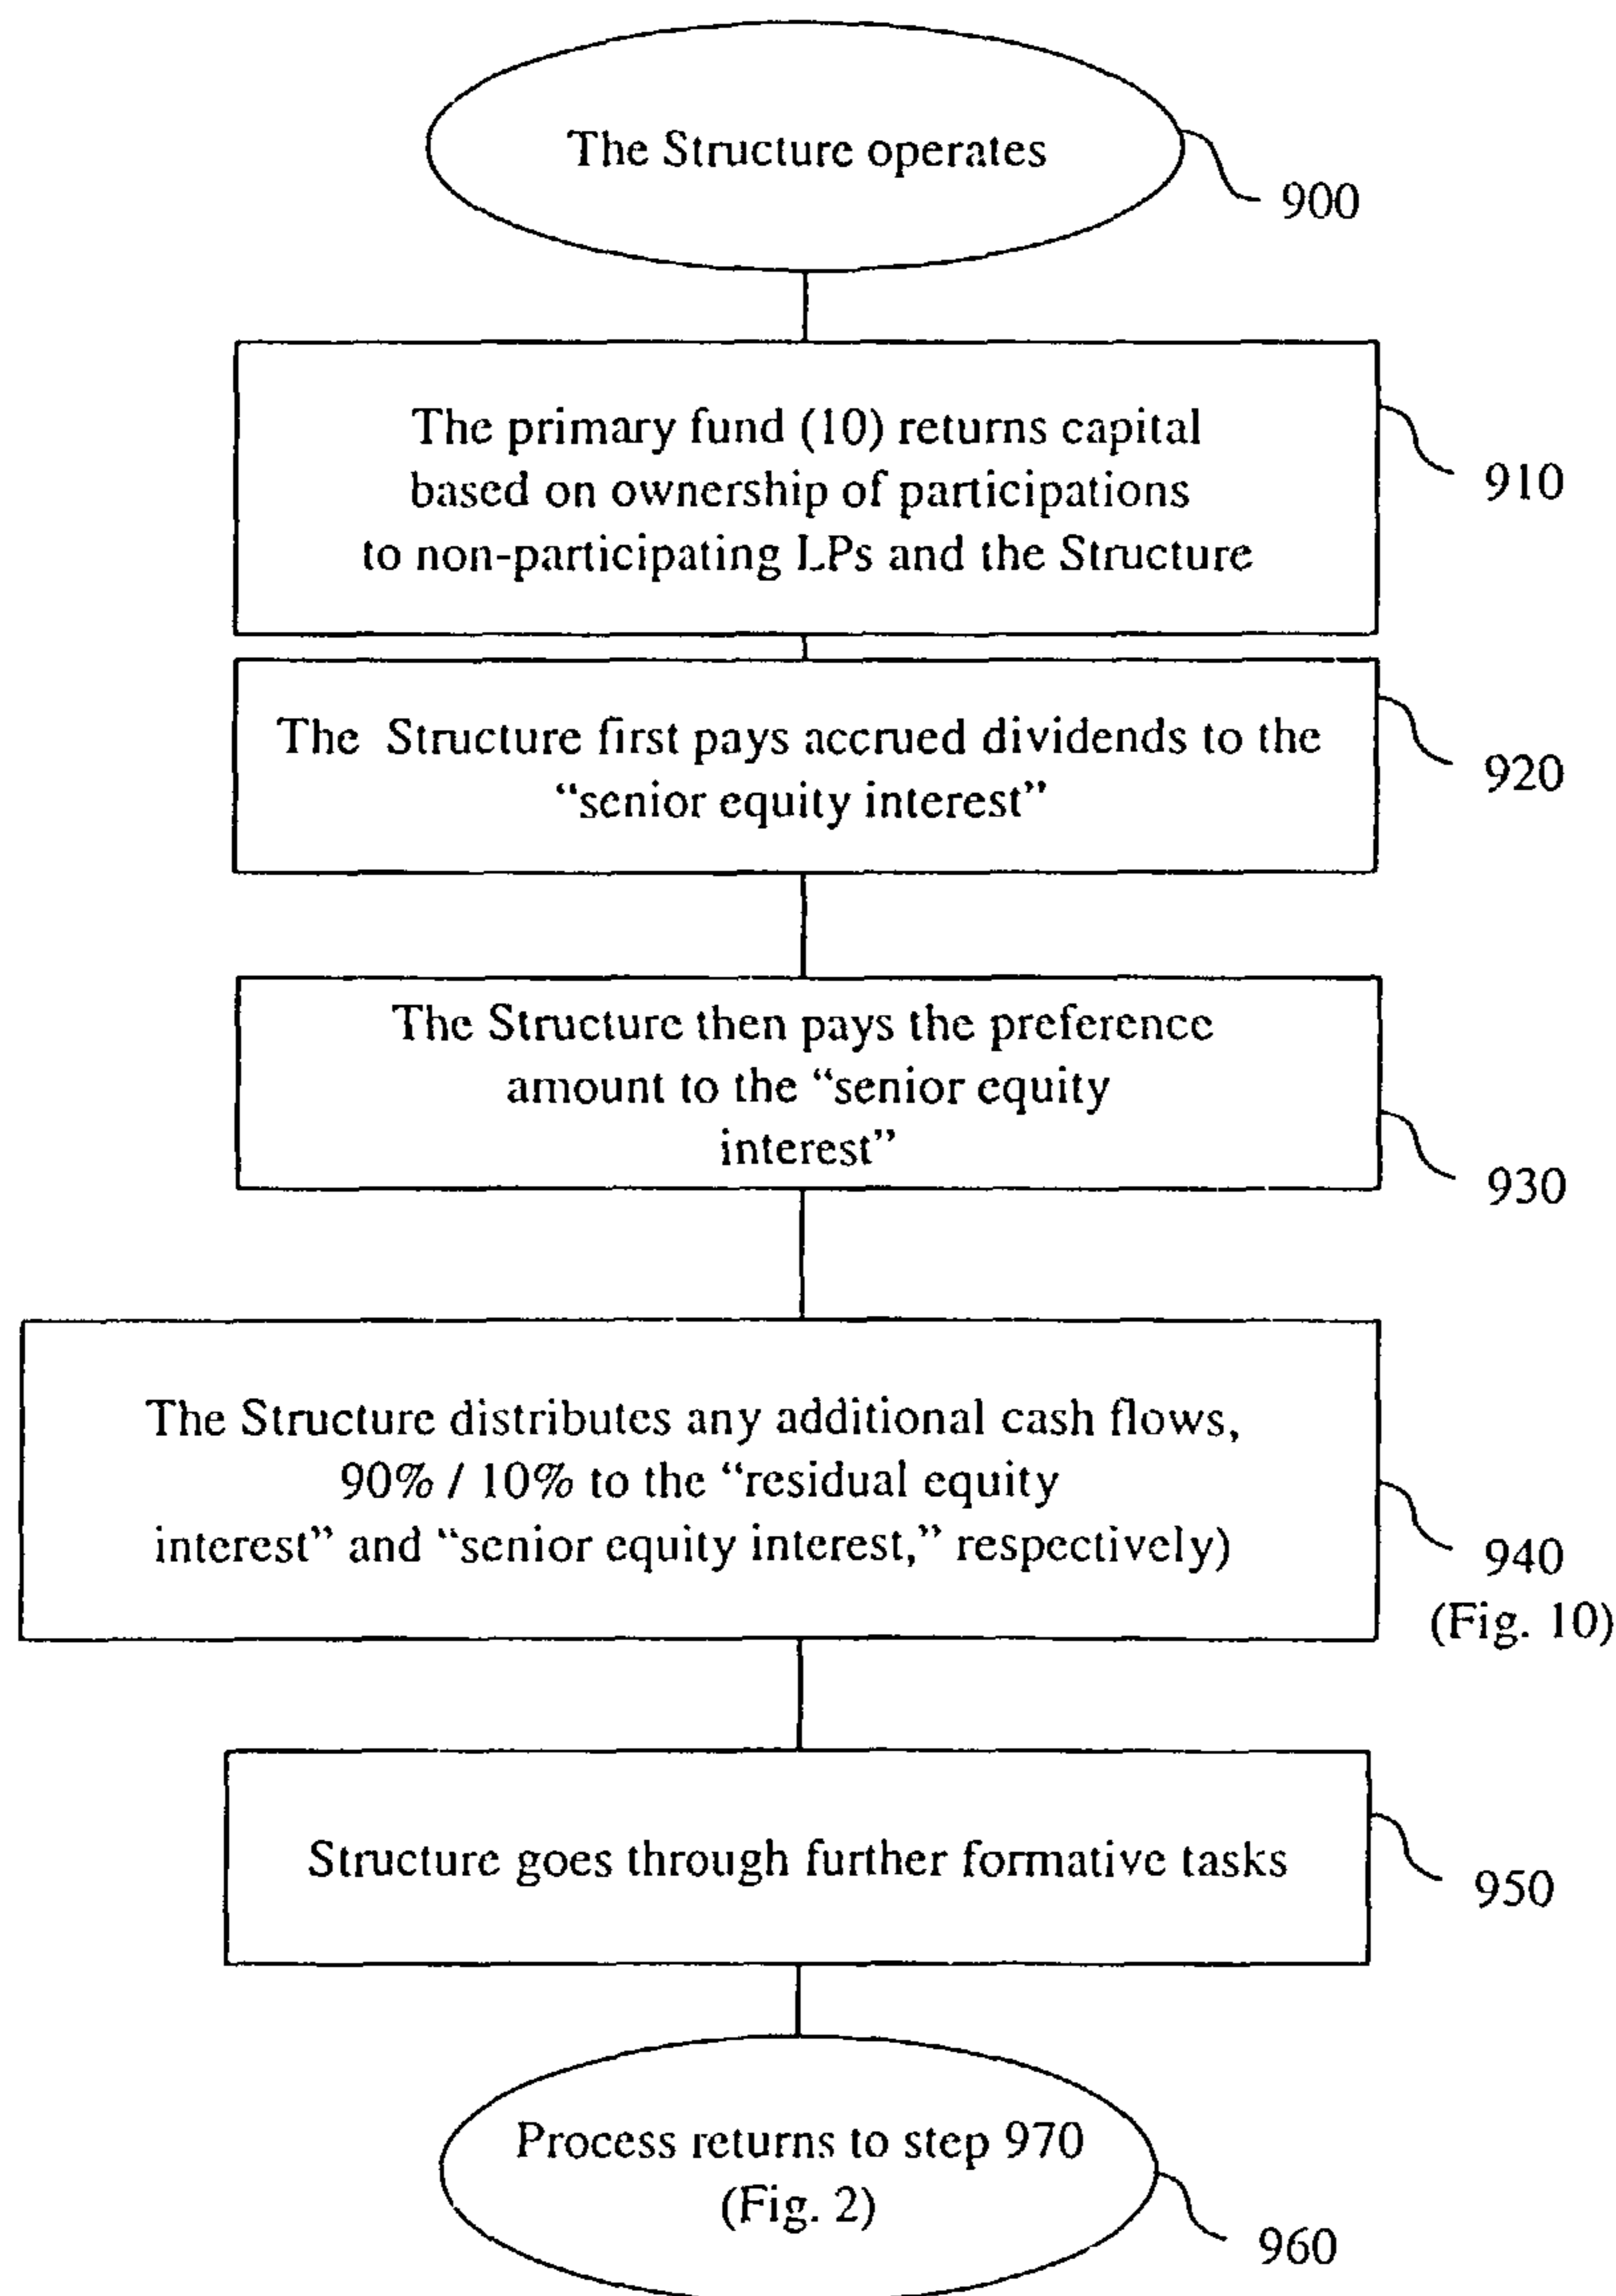 The Structure operates
900
The primary fund (10) returns capital
based on ownership of participations
to non-participating LPs and the Structure
910
The Structure first pays accrued dividends to the
“senior equity interest”
920
The Structure then pays the preference
amount to the “senior equity
interest”
930
The Structure distributes any additional cash flows,
90% / 10% to the “residual equity
interest” and “senior equity interest,” respectively)
940
(Fig. 10)
Structure goes through further formative tasks
950
Process returns to step 970
(Fig. 2)
960